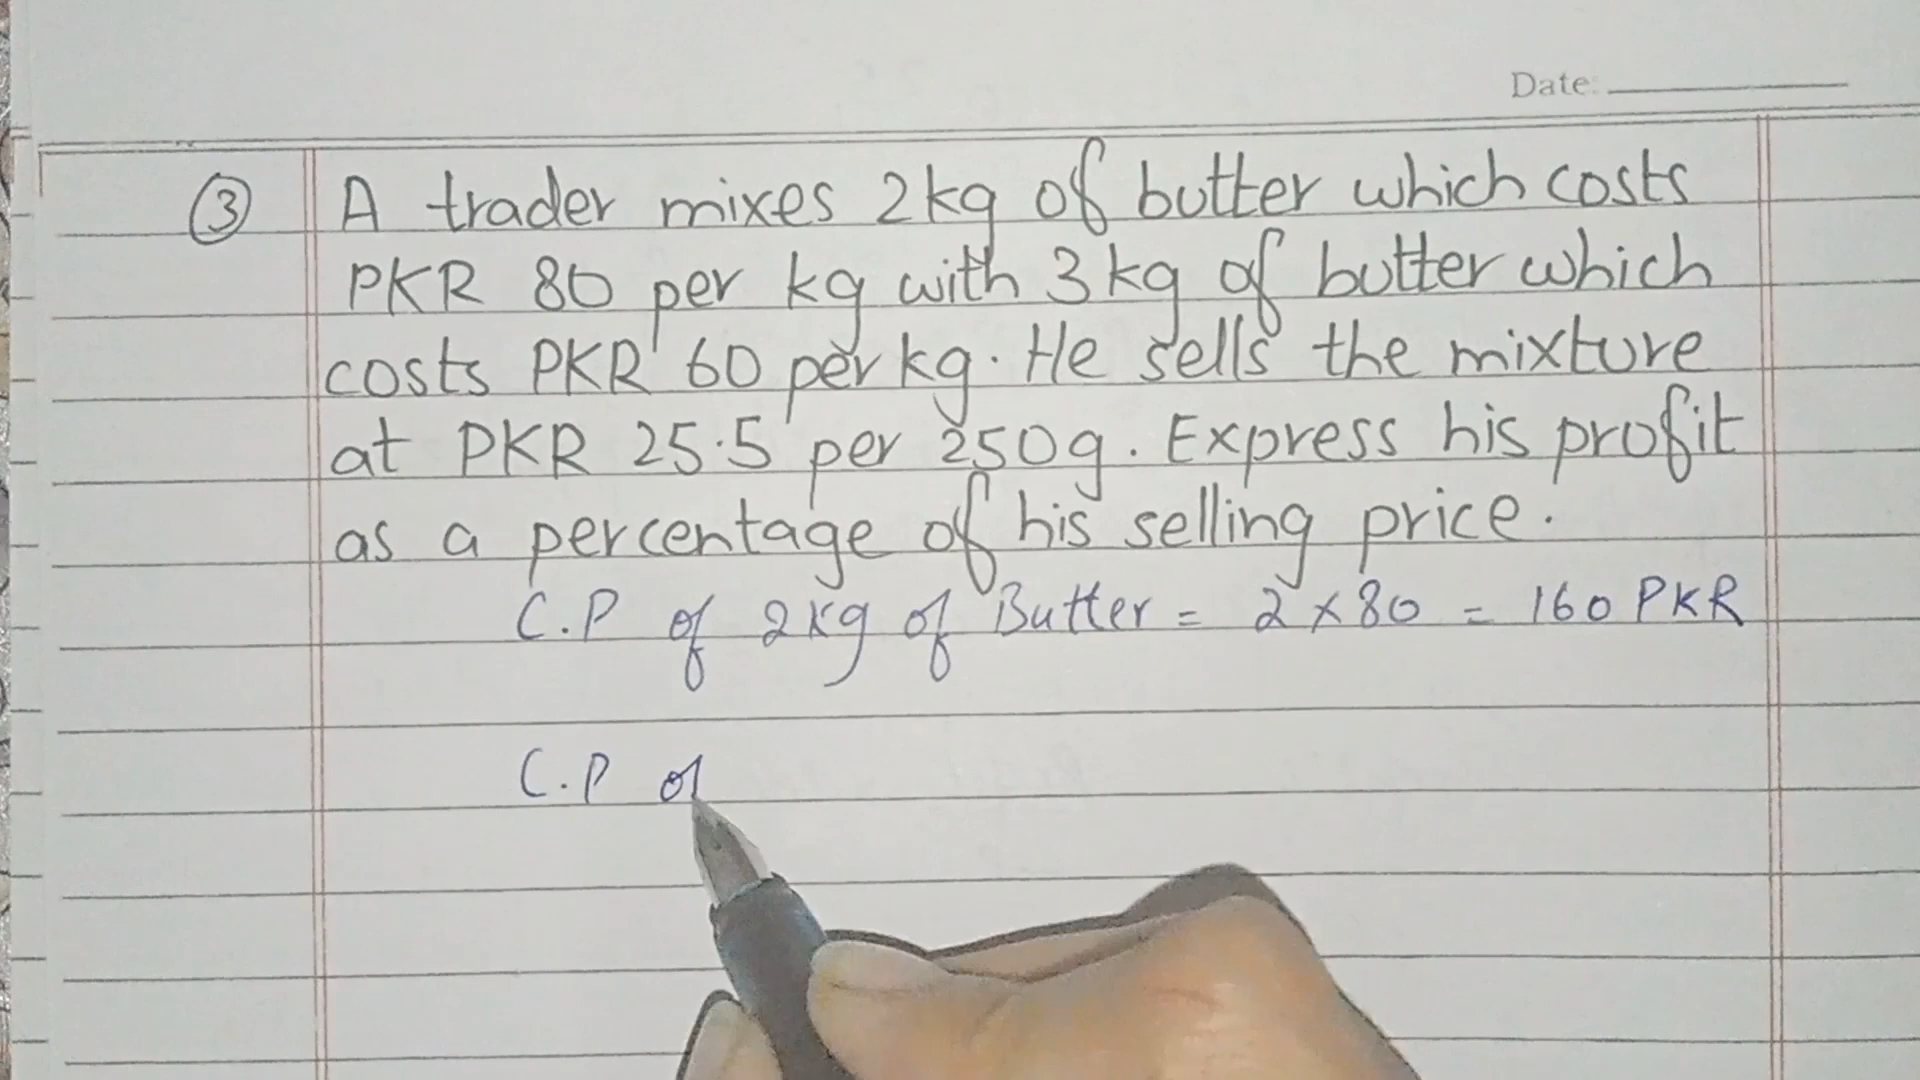 Date:
③ A trader mixes 2kg of butter which costs
PKR 80 per kg with 3kg of butter which
costs PKR 60 per kg. He sells the mixture
at PKR 25.5 per 250g. Express his profit
as a percentage of his selling price.
C.P of 2kg of Butter = 2 x 80 = 160 PKR
C.P of